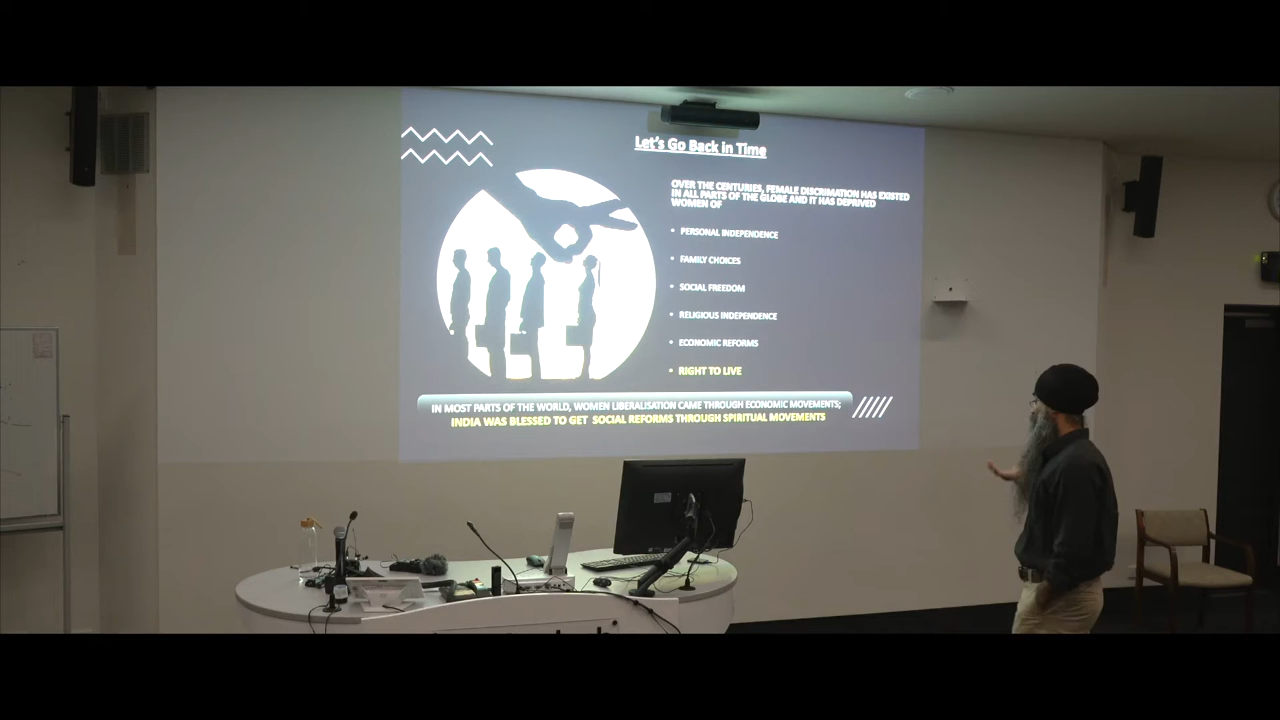 Let's Go Back in Time
OVER THE CENTURIES, FEMALE DISCRIMATION HAS EXISTED
IN ALL PARTS OF THE GLOBE AND IT HAS DEPRIVED
WOMEN OF
• PERSONAL INDEPENDENCE
• FAMILY CHOICES
• SOCIAL FREEDOM
• RELIGIOUS INDEPENDENCE
• ECONOMIC REFORMS
• RIGHT TO LIVE
IN MOST PARTS OF THE WORLD, WOMEN LIBERALISATION CAME THROUGH ECONOMIC MOVEMENTS;
INDIA WAS BLESSED TO GET SOCIAL REFORMS THROUGH SPIRITUAL MOVEMENTS